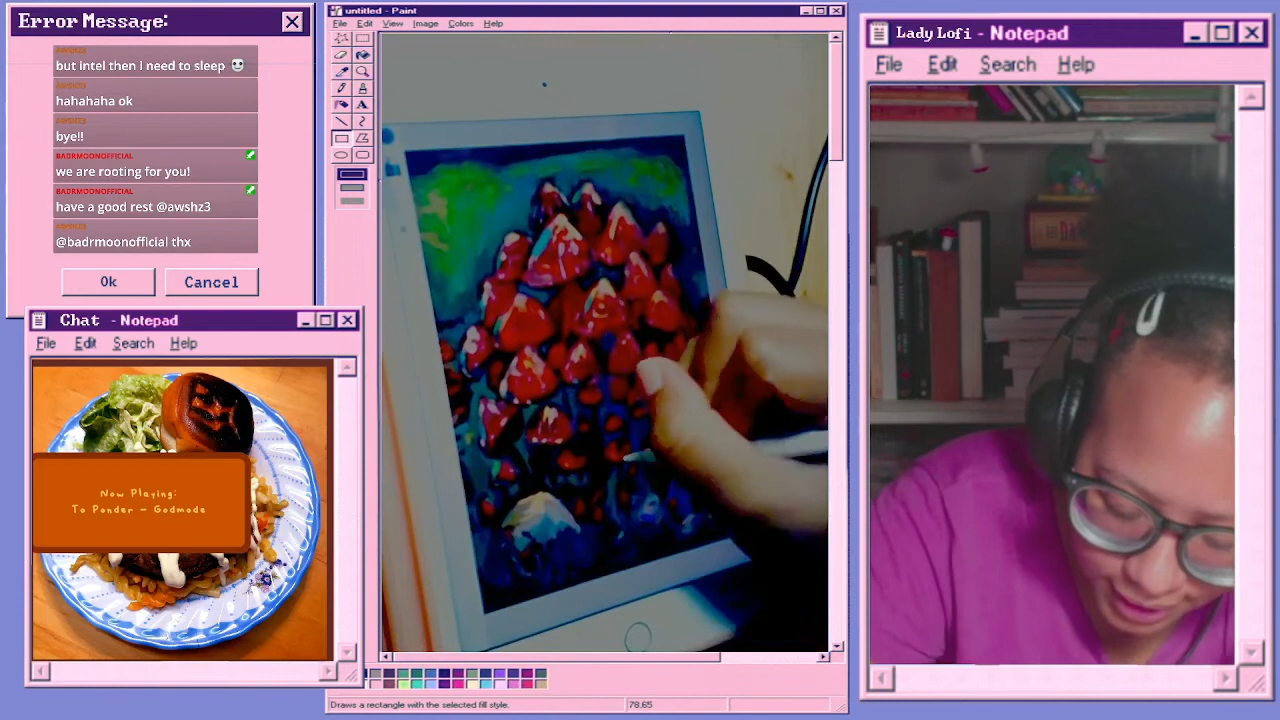 Error Message:
but intel then I need to sleep
hahahaha ok
bye!!
BADRMOONOFFICIAL
we are rooting for you!
BADRMOONOFFICIAL
have a good rest @awshz3
@badrmoonofficial thx
Ok
Cancel
Chat - Notepad
File Edit Search Help
Now Playing:
To Ponder - Godmode
untitled - Paint
File Edit View Image Colors Help
A
Draws a rectangle with the selected fill style.
78,65
Lady Lofi - Notepad
File Edit Search Help